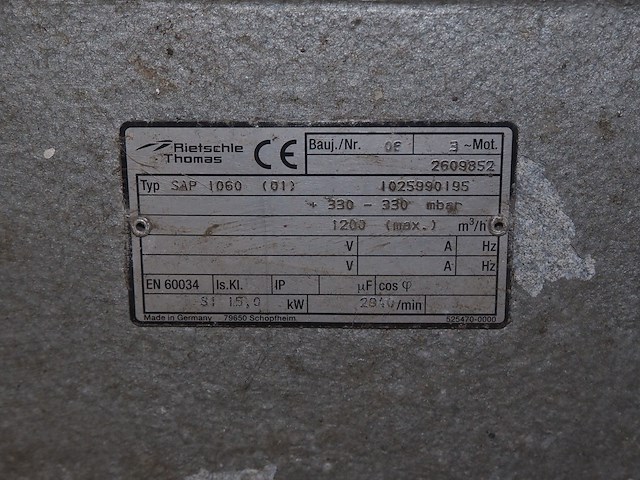 Rietschle Thomas CE Bauj./Nr. 06 3 ~Mot.
2609852
Typ SAP 1060 (01) 1025990195
+ 330 - 330 mbar
1200 (max.) m³/h
V A Hz
V A Hz
EN 60034 Is.Kl. IP µF cos φ
S1 15,0 kW 2840/min
Made in Germany 79650 Schopfheim 525470-0000